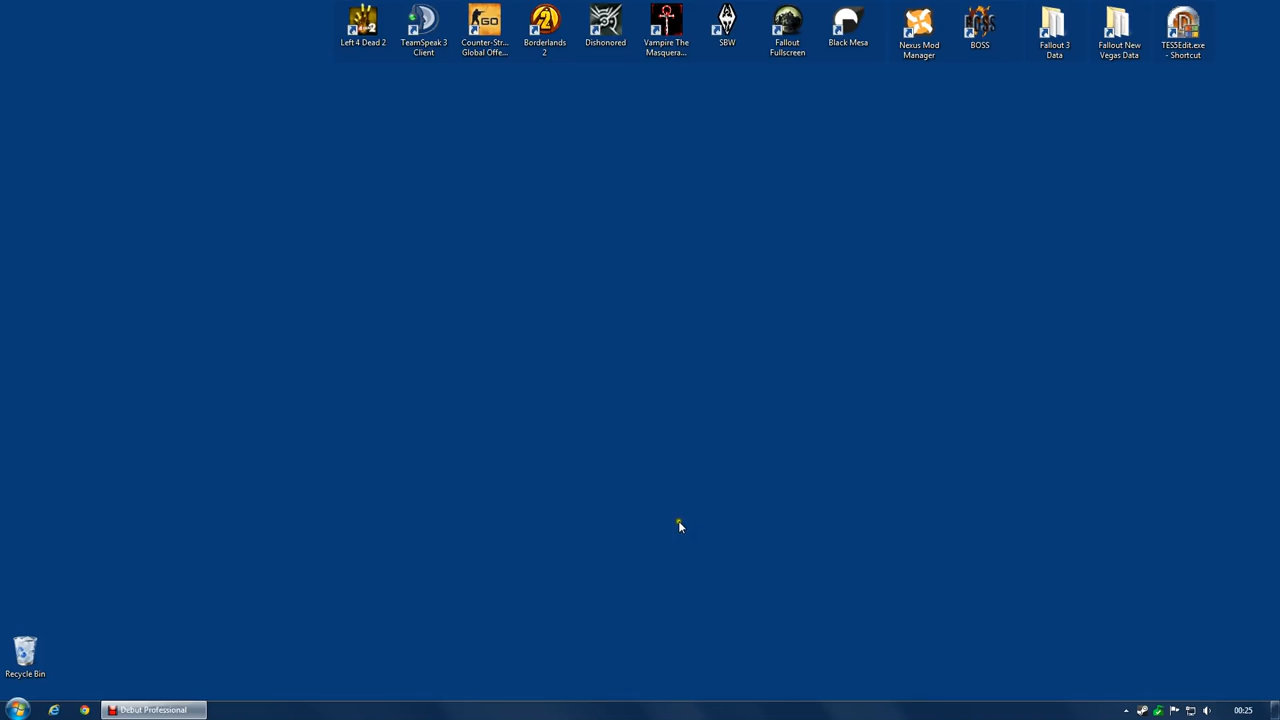 Left 4 Dead 2
TeamSpeak 3
Client
Counter-Str...
Global Offe...
Borderlands
2
Dishonored
Vampire The
Masquera...
SBW
Fallout
Fullscreen
Black Mesa
Nexus Mod
Manager
BOSS
Fallout 3
Data
Fallout New
Vegas Data
TES5Edit.exe
- Shortcut
Recycle Bin
Debut Professional
00:25